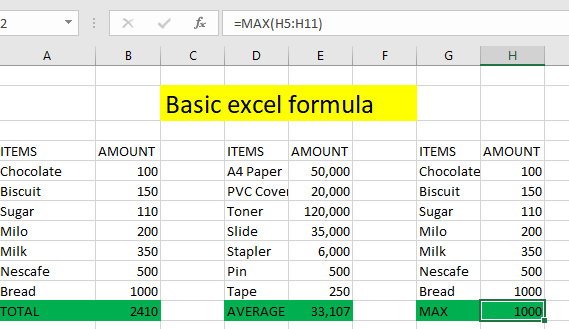 2 fx =MAX(H5:H11)
A B C D E F G H
Basic excel formula
ITEMS AMOUNT ITEMS AMOUNT ITEMS AMOUNT
Chocolate 100 A4 Paper 50,000 Chocolate 100
Biscuit 150 PVC Cover 20,000 Biscuit 150
Sugar 110 Toner 120,000 Sugar 110
Milo 200 Slide 35,000 Milo 200
Milk 350 Stapler 6,000 Milk 350
Nescafe 500 Pin 500 Nescafe 500
Bread 1000 Tape 250 Bread 1000
TOTAL 2410 AVERAGE 33,107 MAX 1000